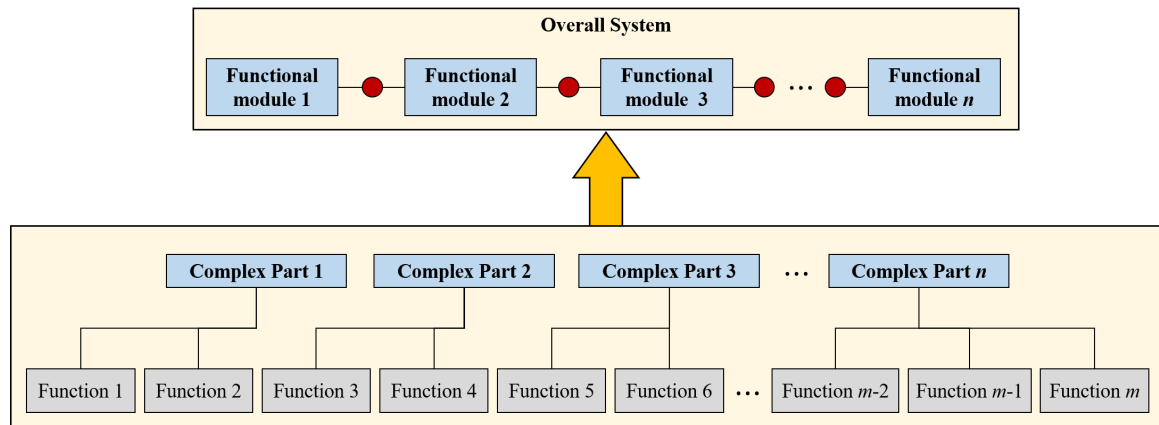 Overall System
Functional module 1
Functional module 2
Functional module 3
...
Functional module n
Complex Part 1
Complex Part 2
Complex Part 3
...
Complex Part n
Function 1
Function 2
Function 3
Function 4
Function 5
Function 6
...
Function m-2
Function m-1
Function m